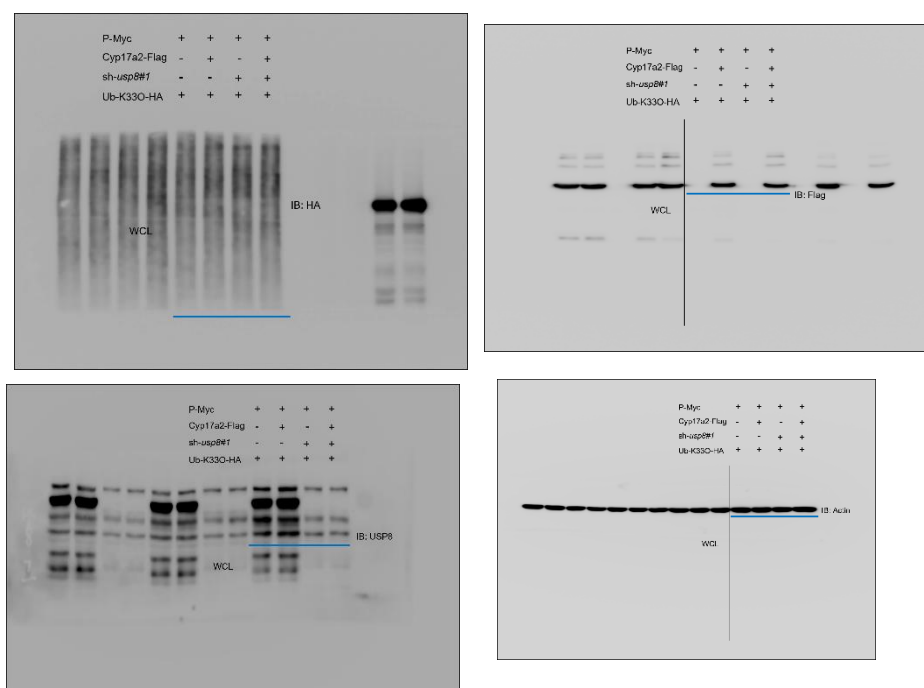 P-Myc + + + +
Cyp17a2-Flag - + - +
sh-usp8#1 - - + +
Ub-K33O-HA + + + +
IB: HA
WCL
P-Myc + + + +
Cyp17a2-Flag - + - +
sh-usp8#1 - - + +
Ub-K33O-HA + + + +
IB: Flag
WCL
P-Myc + + + +
Cyp17a2-Flag - + - +
sh-usp8#1 - - + +
Ub-K33O-HA + + + +
IB: USP8
WCL
P-Myc + + + +
Cyp17a2-Flag - + - +
sh-usp8#1 - - + +
Ub-K33O-HA + + + +
IB: Actin
WCL